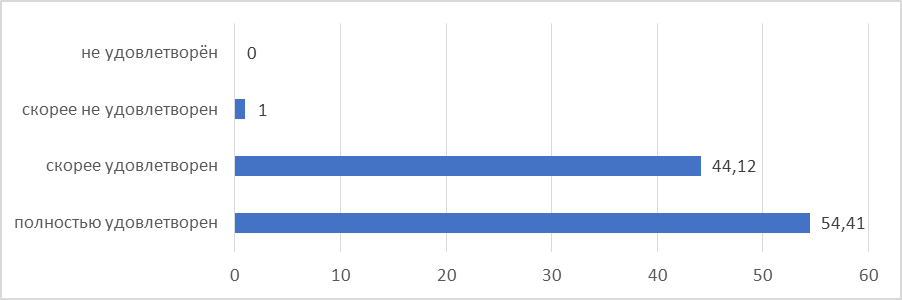 не удовлетворён 0
скорее не удовлетворен 1
скорее удовлетворен 44,12
полностью удовлетворен 54,41
0 10 20 30 40 50 60